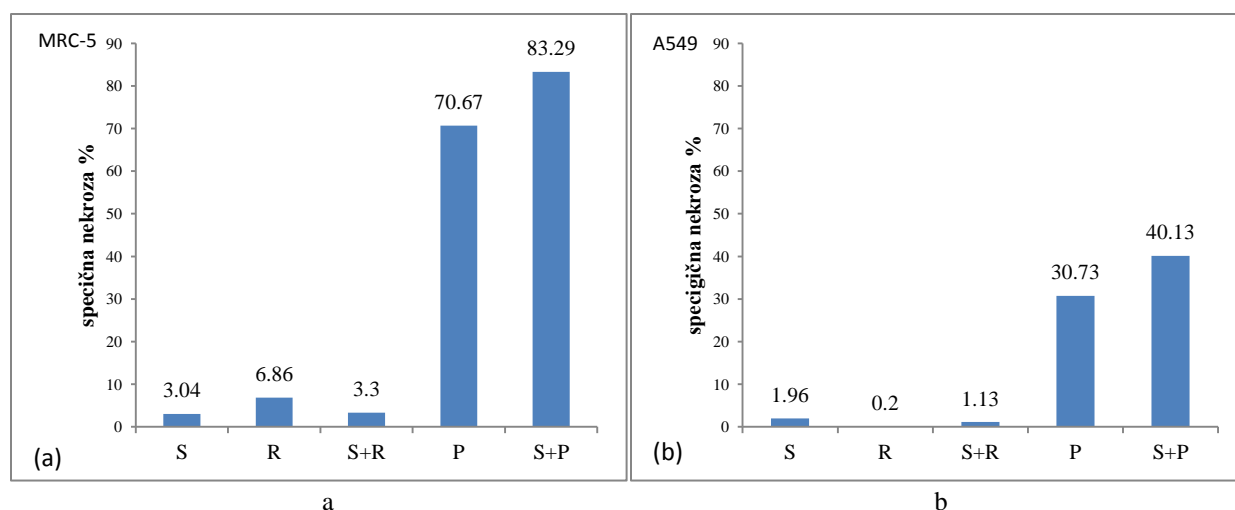 MRC-5
90
80
70
60
50
40
30
20
10
0
specična nekroza %
3.04
6.86
3.3
70.67
83.29
S
R
S+R
P
S+P
(a)
a
A549
90
80
70
60
50
40
30
20
10
0
specigična nekroza %
1.96
0.2
1.13
30.73
40.13
S
R
S+R
P
S+P
(b)
b